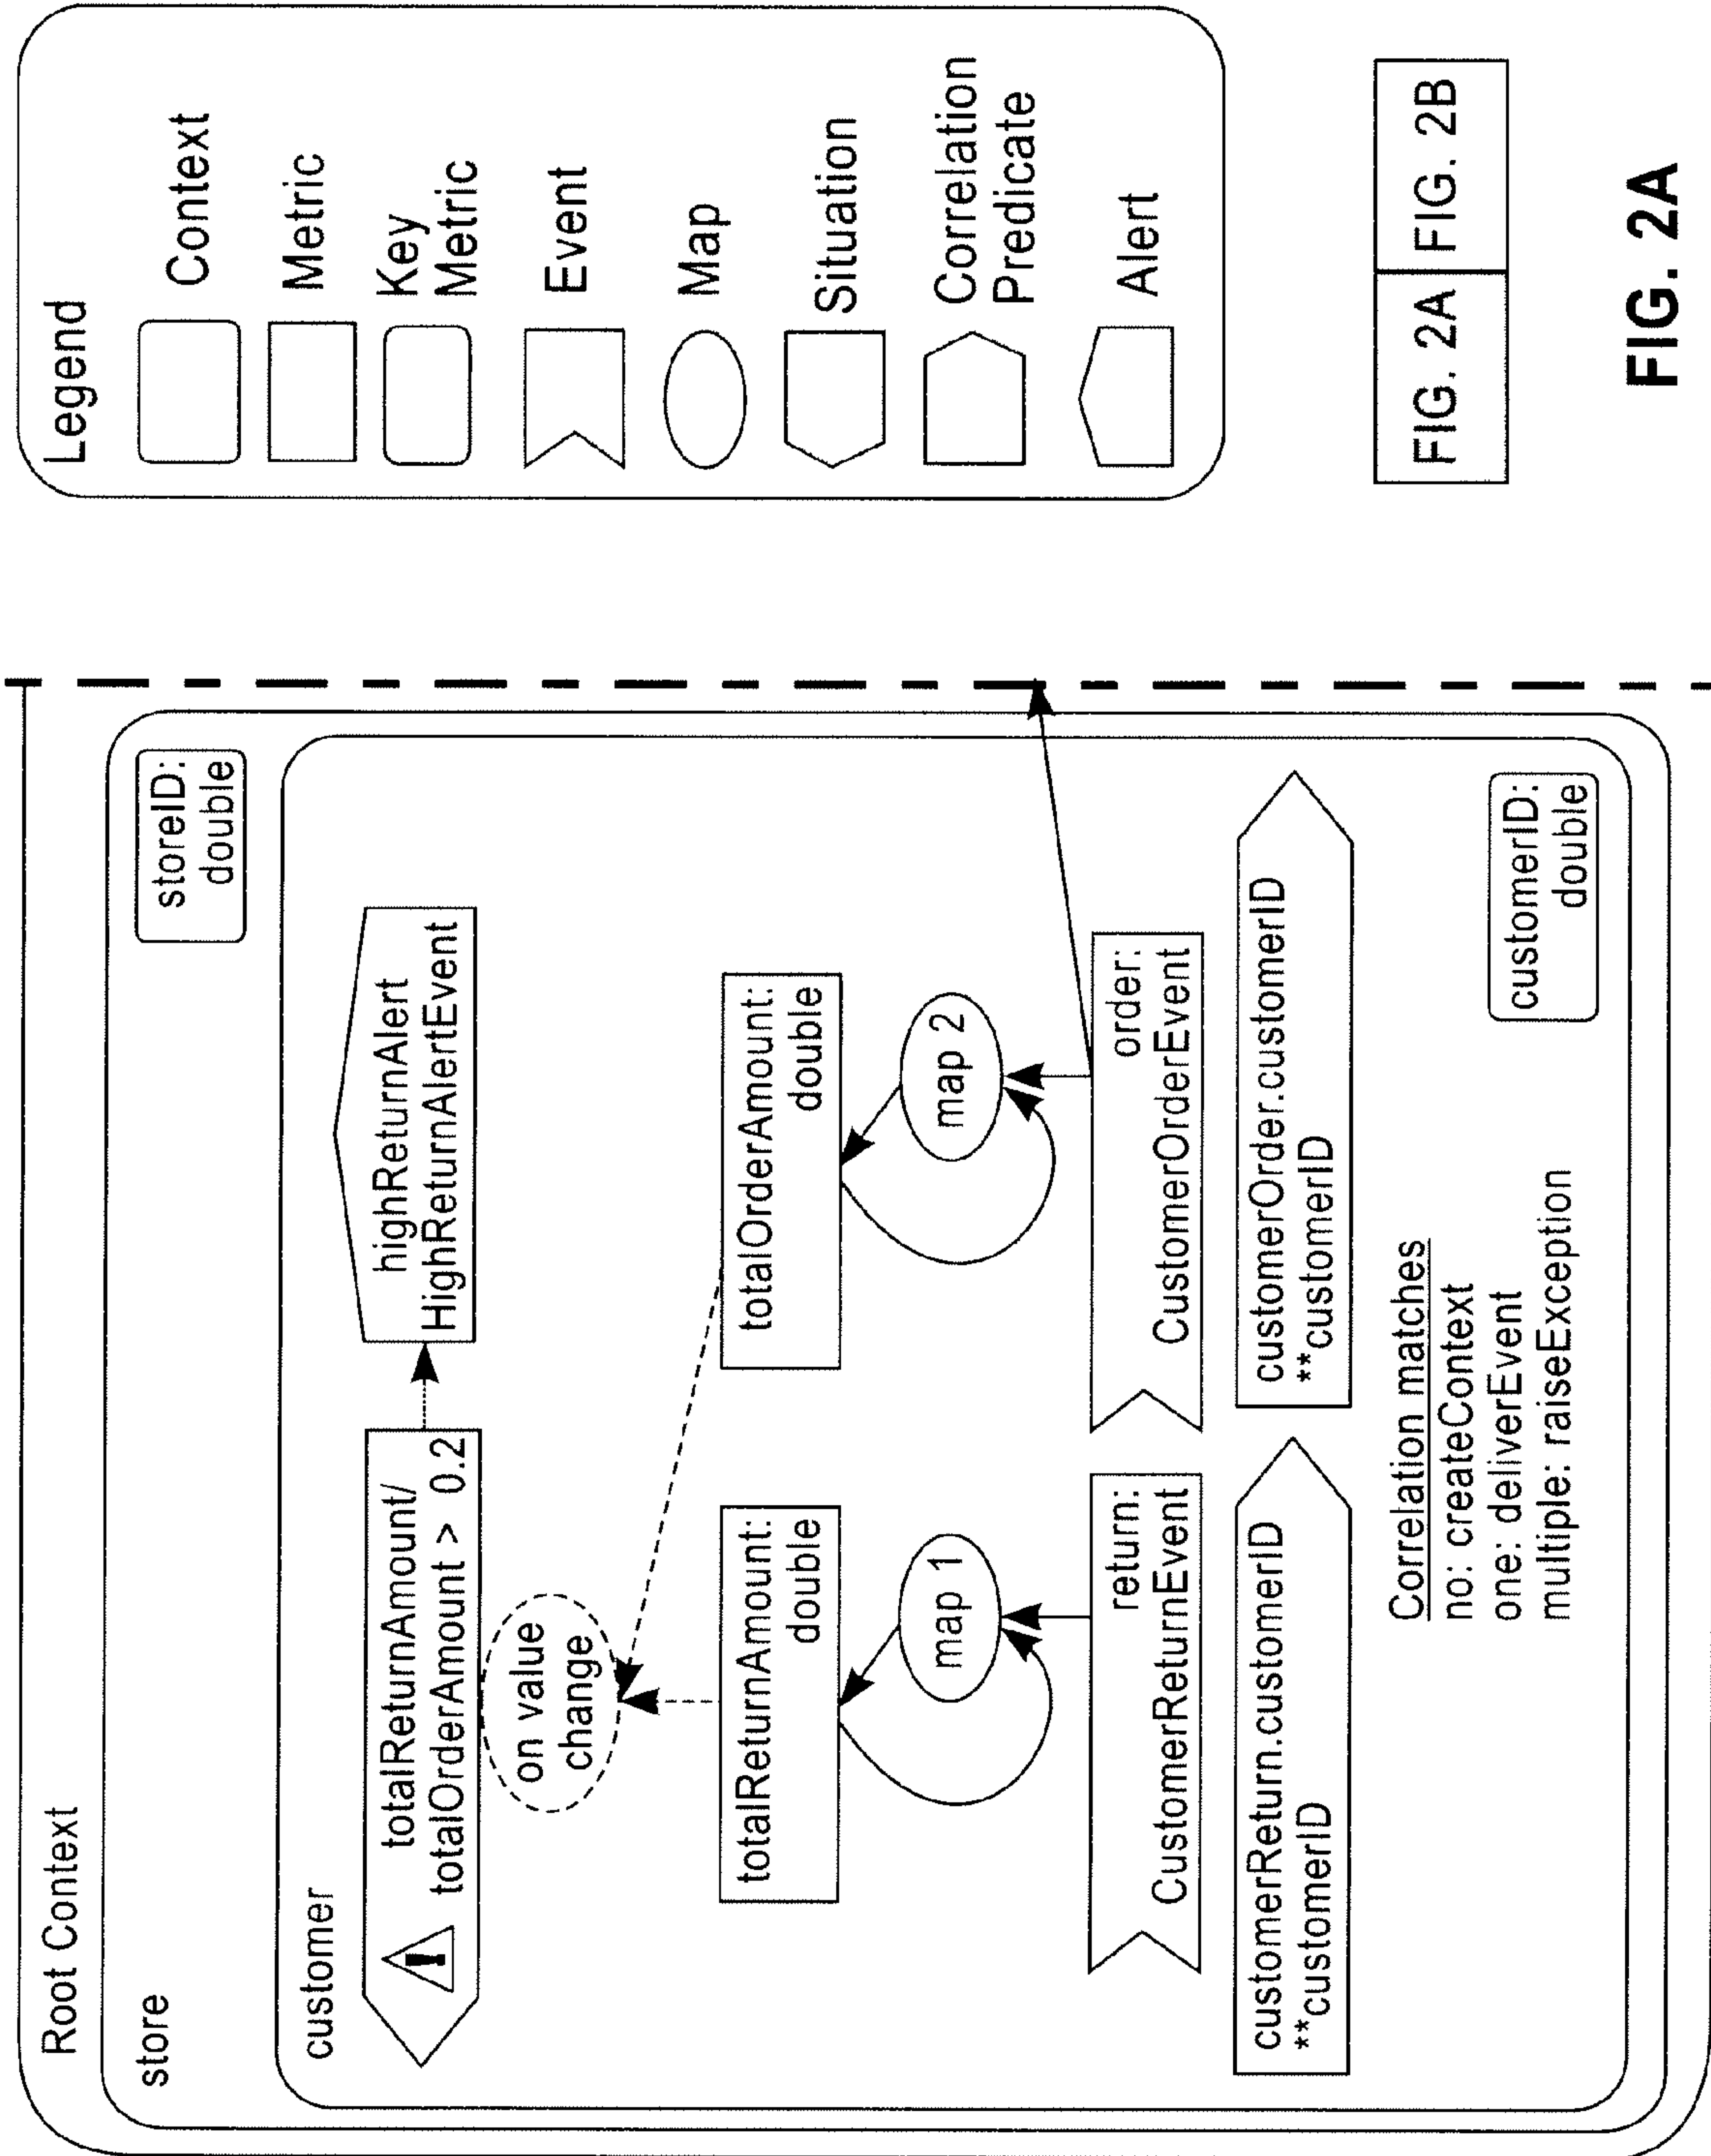 Root Context
store
storeID:
double
customer
totalReturnAmount/
totalOrderAmount > 0.2
highReturnAlert
HighReturnAlertEvent
on value
change
totalReturnAmount:
double
totalOrderAmount:
double
map 1
map 2
return:
CustomerReturnEvent
order:
CustomerOrderEvent
customerReturn.customerID
**customerID
customerOrder.customerID
**customerID
Correlation matches
no: createContext
one: deliverEvent
multiple: raiseException
customerID:
double
Legend
Context
Metric
Key
Metric
Event
Map
Situation
Correlation
Predicate
Alert
FIG. 2A
FIG. 2B
FIG. 2A